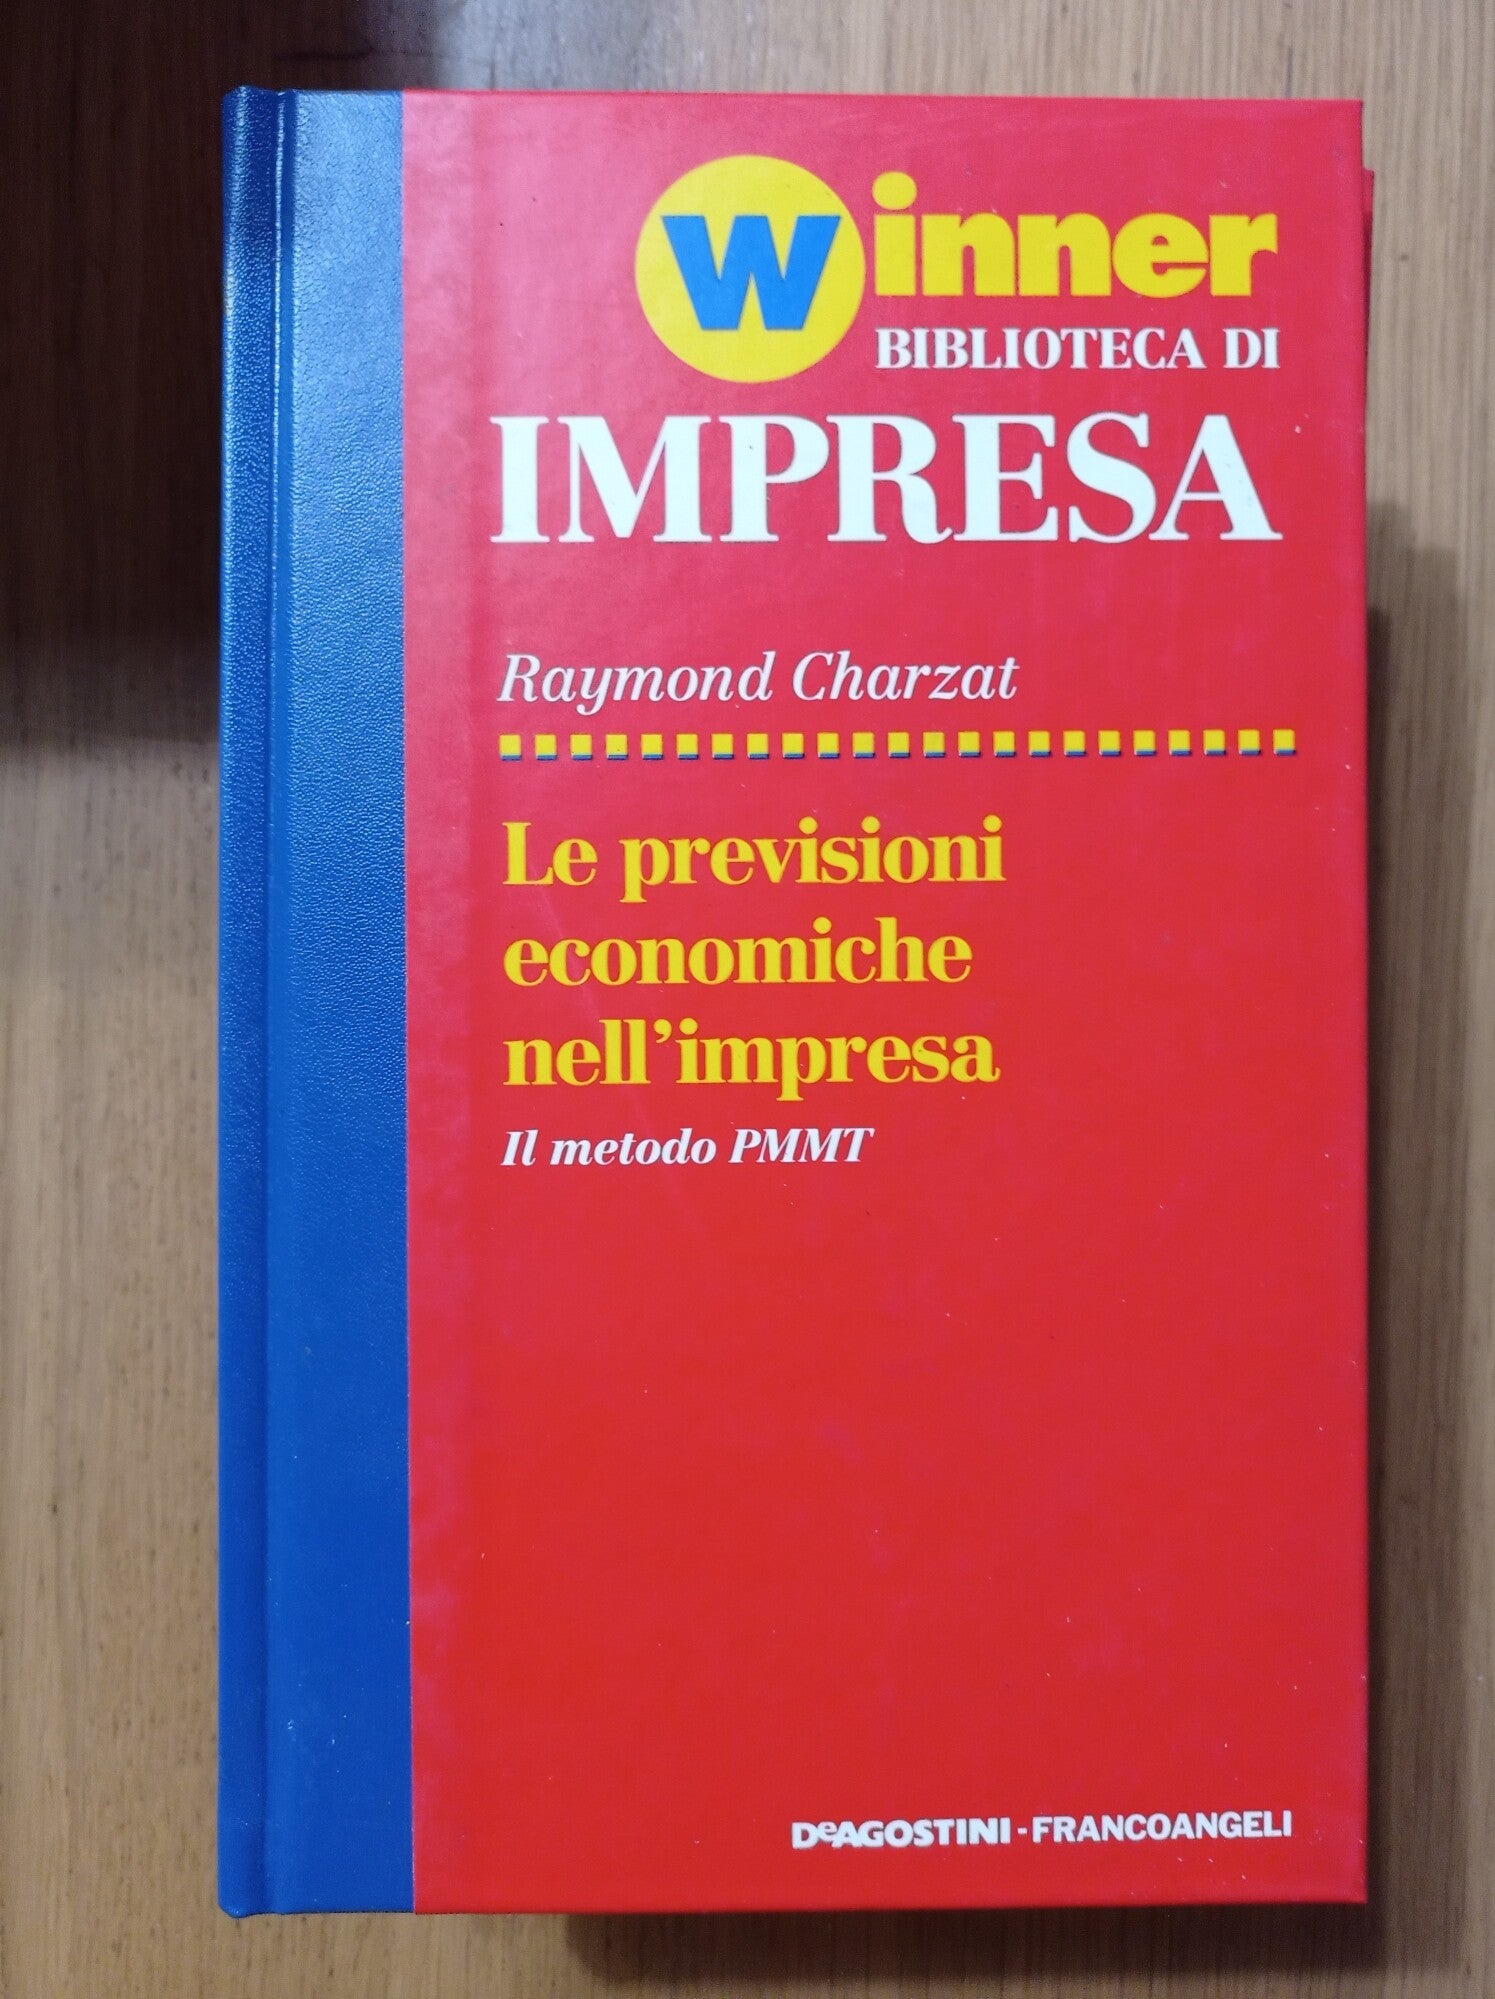 Winner
BIBLIOTECA DI
IMPRESA
Raymond Charzat
Le previsioni
economiche
nell'impresa
Il metodo PMMT
DeAGOSTINI-FRANCOANGELI